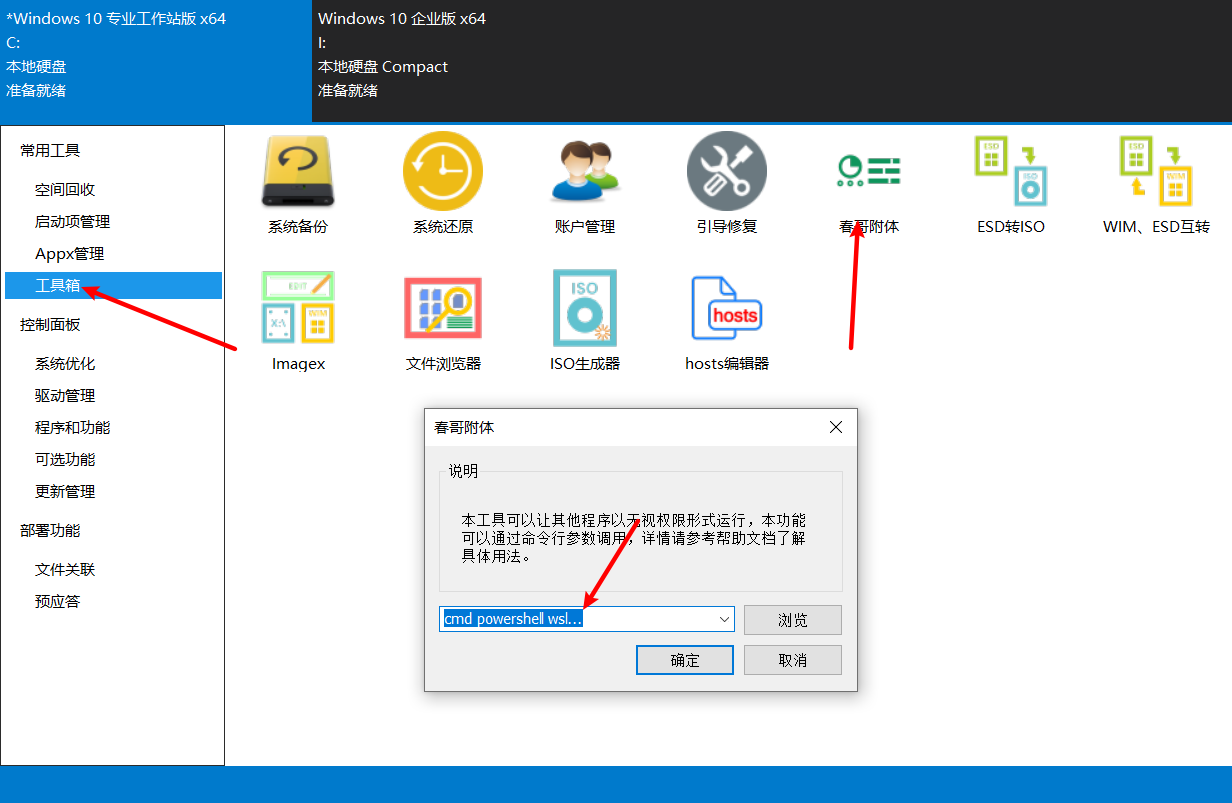 *Windows 10 专业工作站版 x64
C:
本地硬盘
准备就绪
Windows 10 企业版 x64
I:
本地硬盘 Compact
准备就绪
常用工具
空间回收
启动项管理
Appx管理
工具箱
控制面板
系统优化
驱动管理
程序和功能
可选功能
更新管理
部署功能
文件关联
预应答
系统备份
系统还原
账户管理
引导修复
春哥附体
ESD
ISO
ESD转ISO
ESD
WIM
WIM、ESD互转
EDIT
X:\
WIM
Imagex
文件浏览器
ISO
ISO生成器
hosts
hosts编辑器
春哥附体
说明
本工具可以让其他程序以无视权限形式运行，本功能
可以通过命令行参数调用，详情请参考帮助文档了解
具体用法。
cmd powershell wsl...
浏览
确定
取消